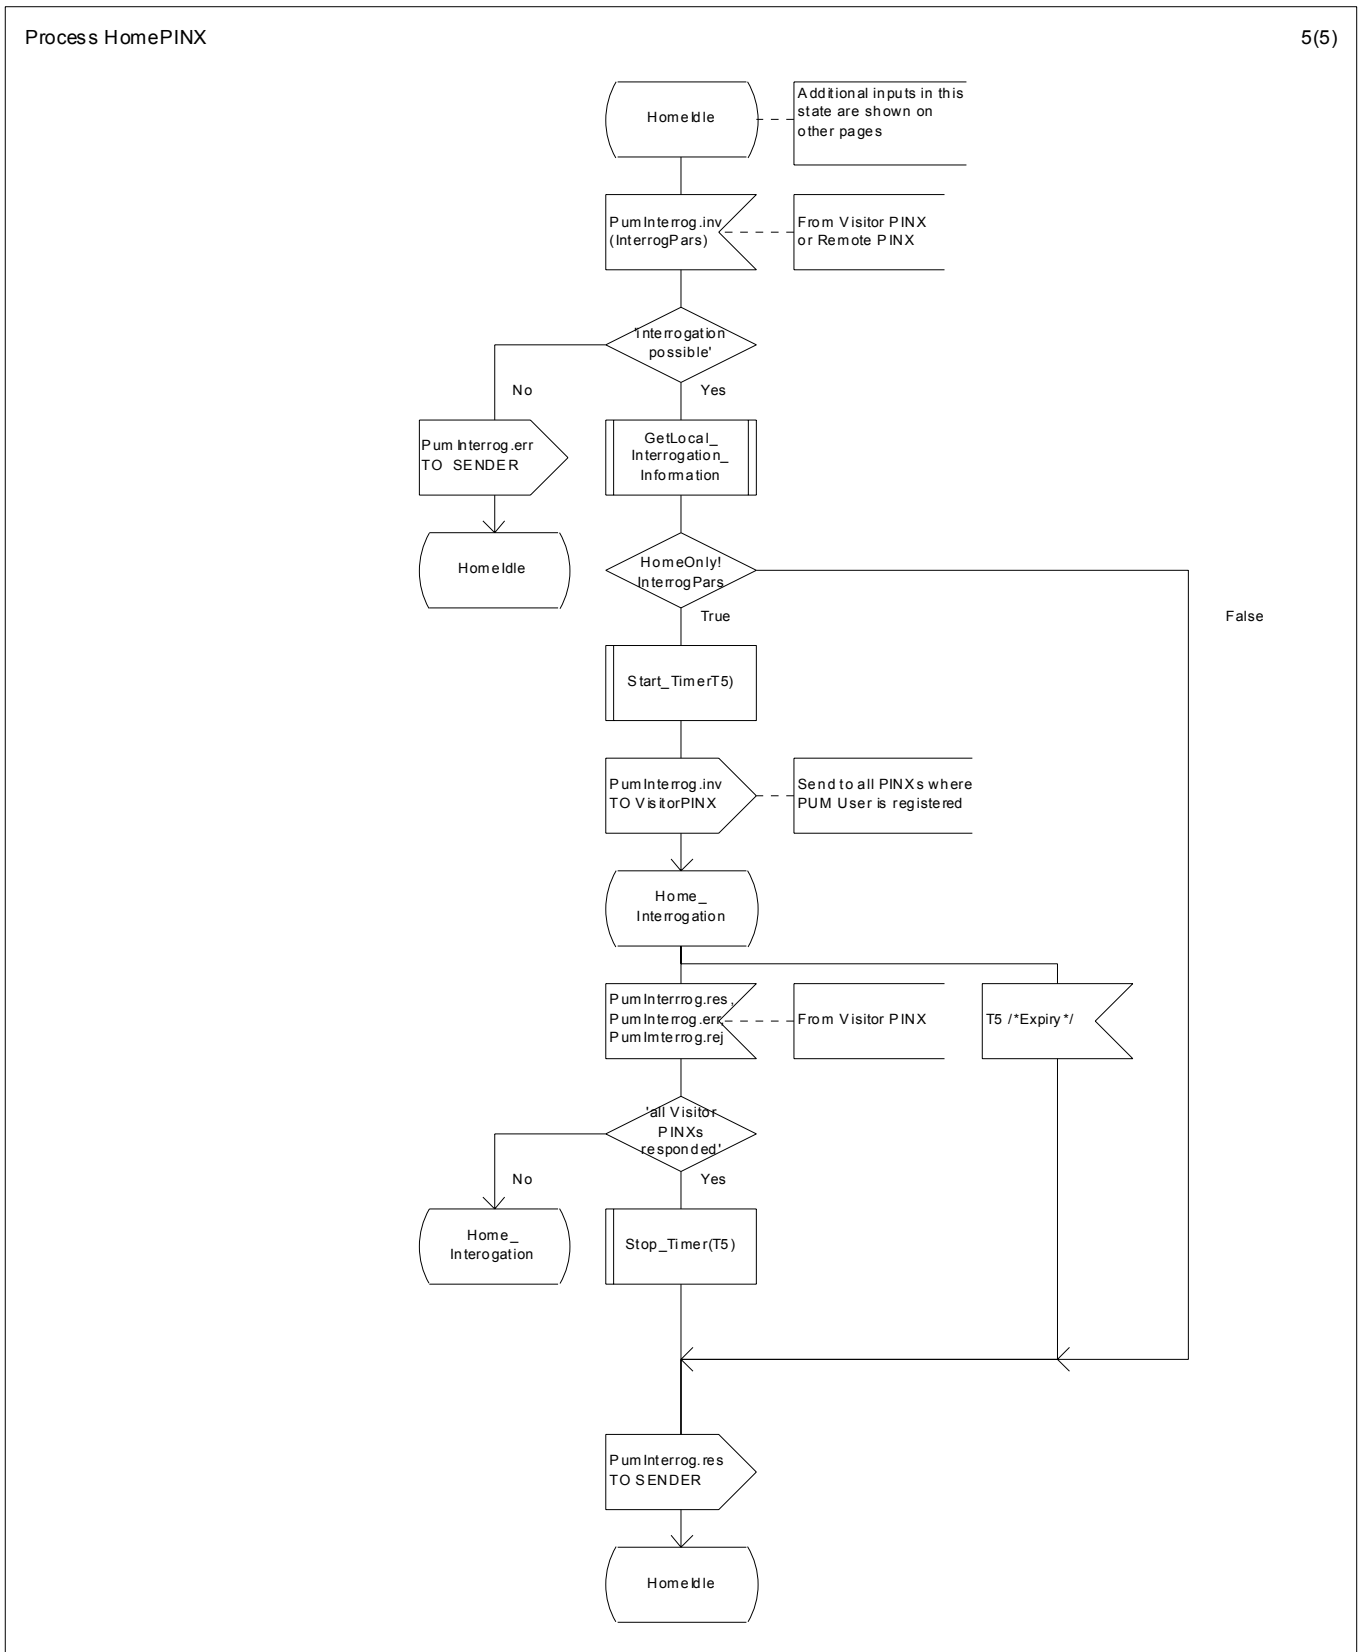 Process HomePINX
5(5)
HomeIdle
Additional inputs in this
state are shown on
other pages
PumInterrog.inv
(InterrogPars)
From Visitor PINX
or Remote PINX
'interrogation
possible'
No
Yes
PumInterrog.err
TO SENDER
GetLocal_
Interrogation_
Information
HomeIdle
HomeOnly!
InterrogPars
True
False
Start_TimerT5)
PumInterrog.inv
TO VisitorPINX
Send to all PINXs where
PUM User is registered
Home_
Interrogation
PumInterrrog.res,
PumInterrog.err,
PumImterrog.rej
From Visitor PINX
T5 /*Expiry*/
'all Visitor
PINXs
responded'
No
Yes
Home_
Interogation
Stop_Timer(T5)
PumInterrog.res
TO SENDER
HomeIdle